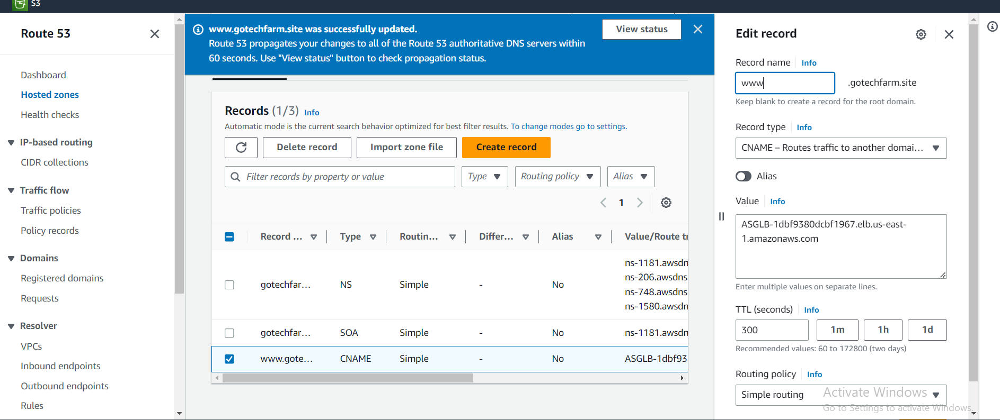 S3
Route 53
Dashboard
Hosted zones
Health checks
IP-based routing
CIDR collections
Traffic flow
Traffic policies
Policy records
Domains
Registered domains
Requests
Resolver
VPCs
Inbound endpoints
Outbound endpoints
Rules
www.gotechfarm.site was successfully updated.
Route 53 propagates your changes to all of the Route 53 authoritative DNS servers within
60 seconds. Use "View status" button to check propagation status.
View status
Records (1/3) Info
Automatic mode is the current search behavior optimized for best filter results. To change modes go to settings.
Delete record
Import zone file
Create record
Filter records by property or value
Type
Routing policy
Alias
1
Record ... Type Routin... Differ... Alias Value/Route tr
ns-1181.awsdn
ns-206.awsdns
ns-748.awsdns
ns-1580.awsdn
gotechfar... NS Simple - No
gotechfar... SOA Simple - No ns-1181.awsdn
www.gote... CNAME Simple - No ASGLB-1dbf93
Edit record
Record name Info
www .gotechfarm.site
Keep blank to create a record for the root domain.
Record type Info
CNAME – Routes traffic to another domai...
Alias
Value Info
ASGLB-1dbf9380dcbf1967.elb.us-east-
1.amazonaws.com
Enter multiple values on separate lines.
TTL (seconds) Info
300 1m 1h 1d
Recommended values: 60 to 172800 (two days)
Routing policy Info
Simple routing
Activate Windows
Go to Settings to activate Windows.